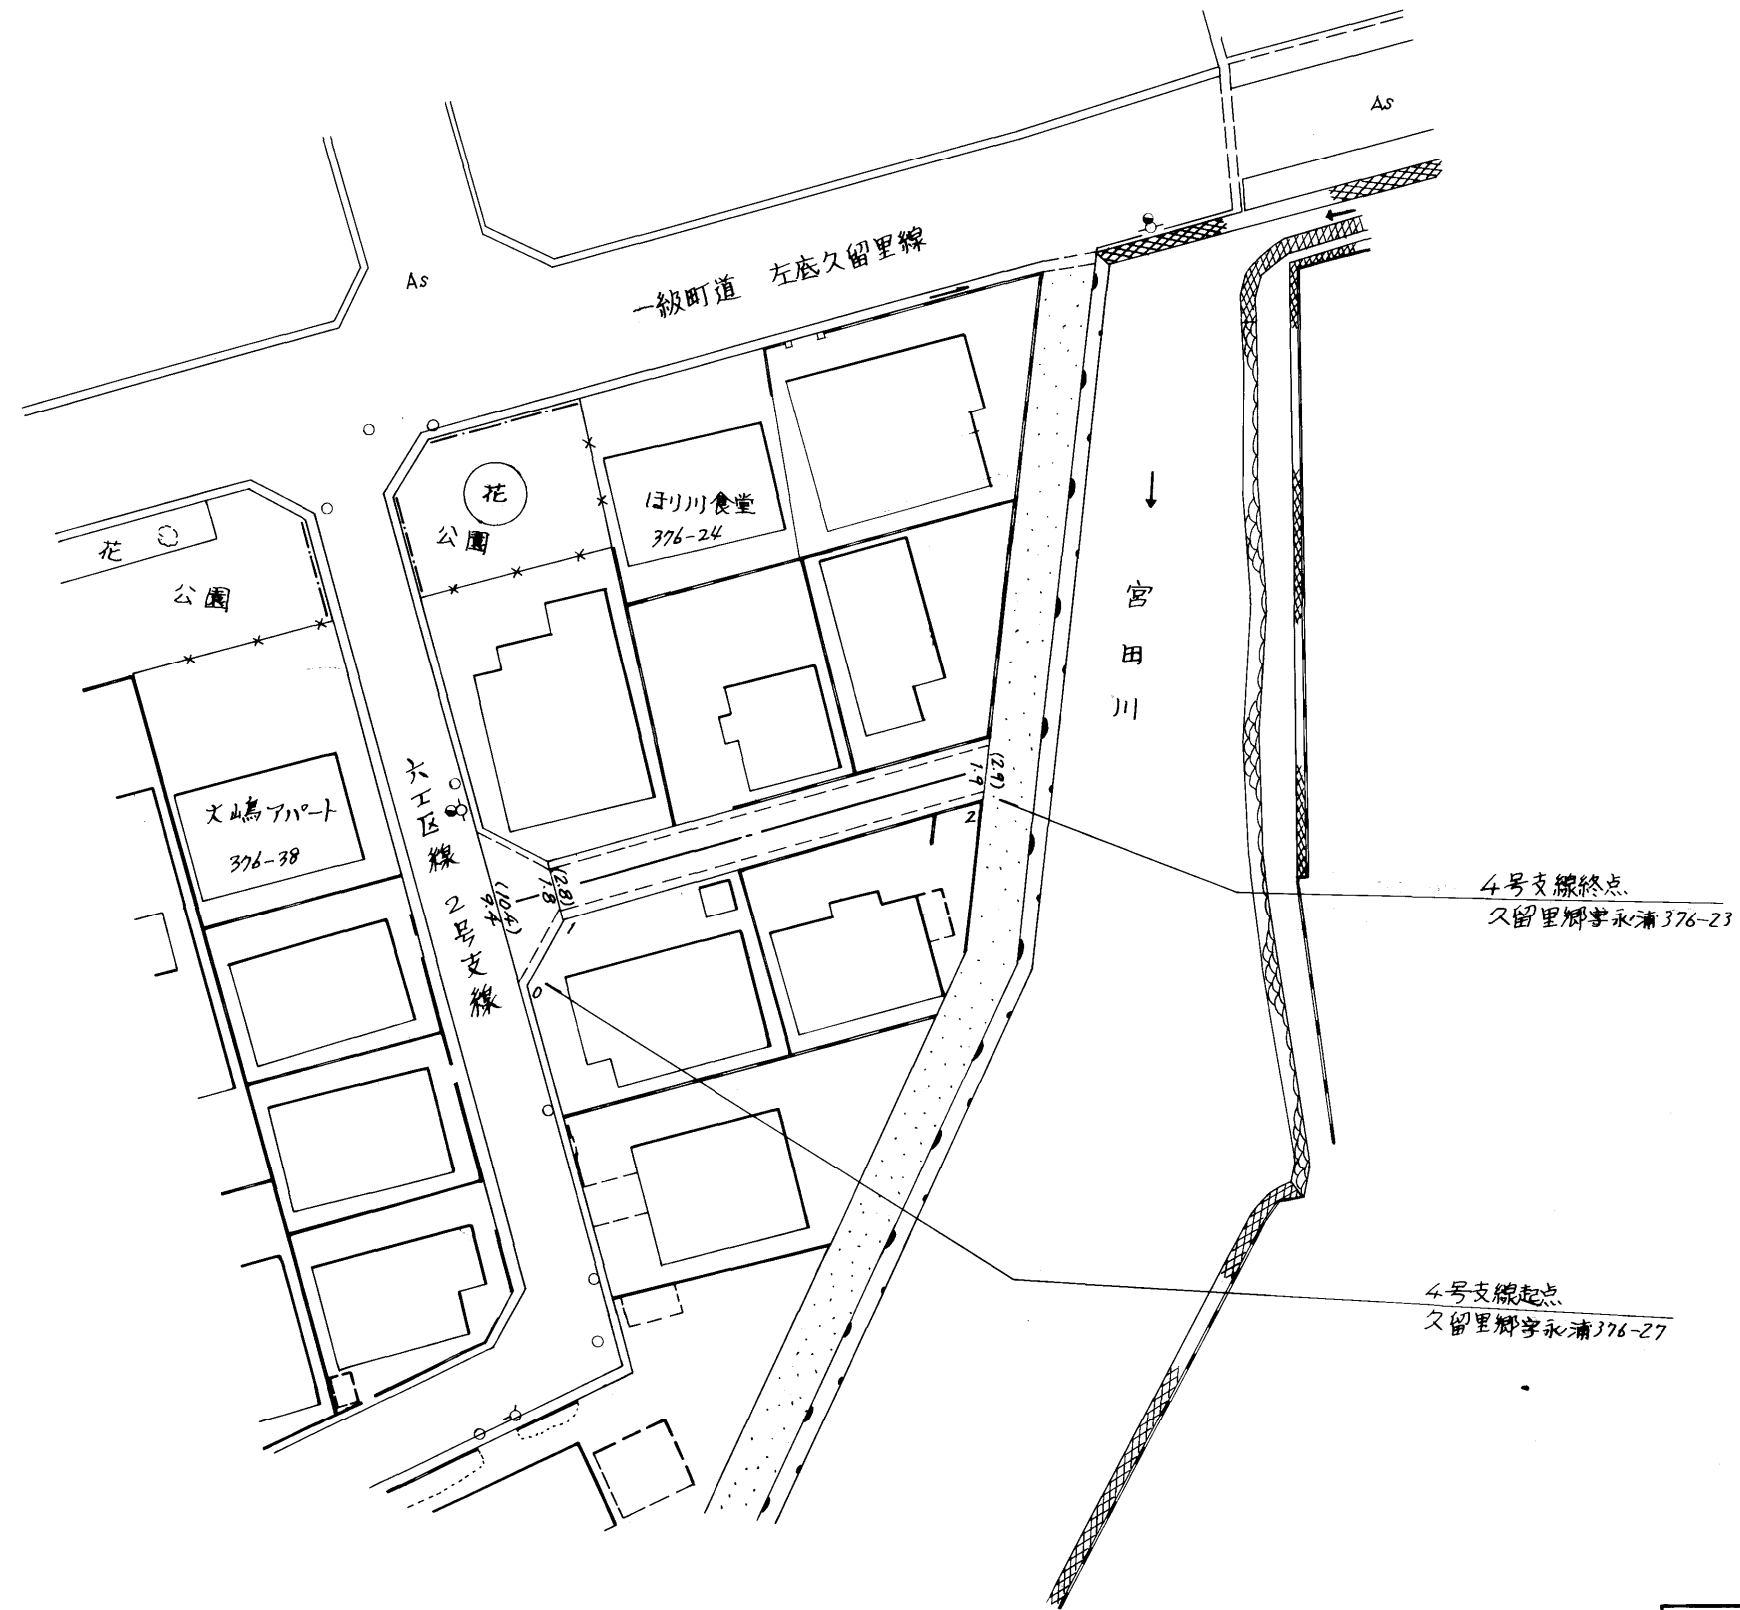 As
As
一級町道 左底久留里線
花
公園
ほり川食堂
376-24
花
公園
宮田川
六工区線 2号支線
大嶋アパート
376-38
(2.9)
1.9
2
(2.8)
1.8
(10.4)
9.4
1
0
4号支線終点
久留里郷字永浦376-23
4号支線起点
久留里郷字永浦376-27